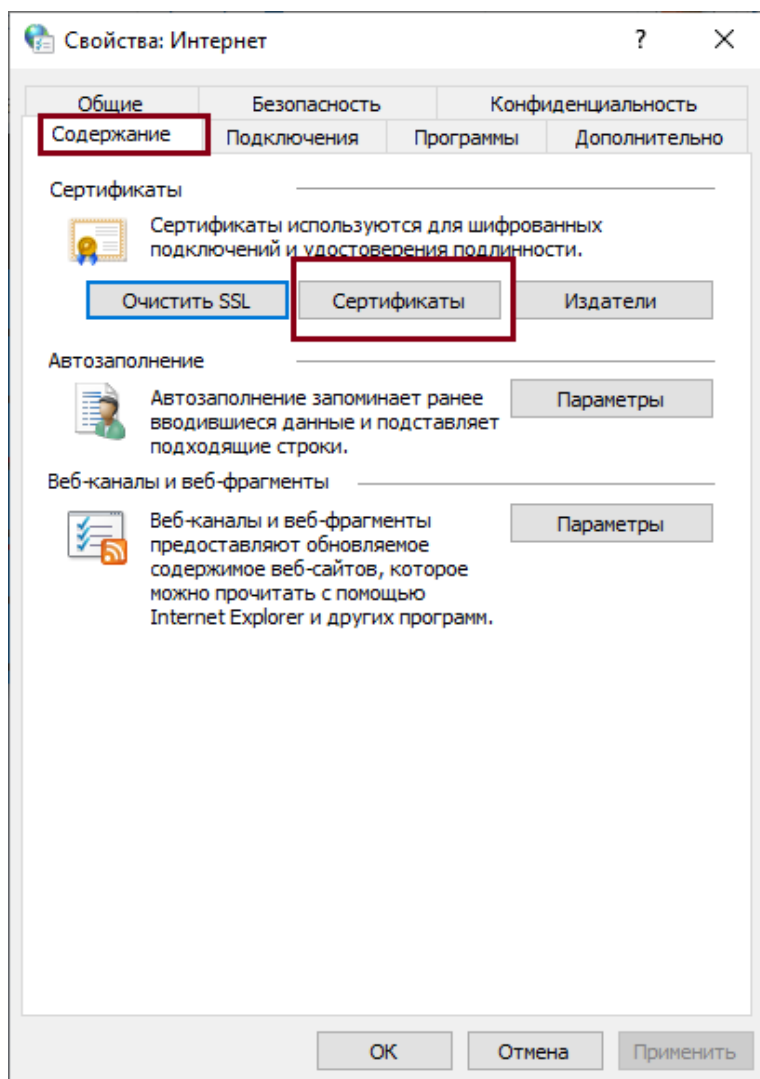 Свойства: Интернет ?
Общие Безопасность Конфиденциальность
Содержание Подключения Программы Дополнительно
Сертификаты
Сертификаты используются для шифрованных
подключений и удостоверения подлинности.
Очистить SSL Сертификаты Издатели
Автозаполнение
Автозаполнение запоминает ранее
вводившиеся данные и подставляет
подходящие строки.
Параметры
Веб-каналы и веб-фрагменты
Веб-каналы и веб-фрагменты
предоставляют обновляемое
содержимое веб-сайтов, которое
можно прочитать с помощью
Internet Explorer и других программ.
Параметры
ОК Отмена Применить